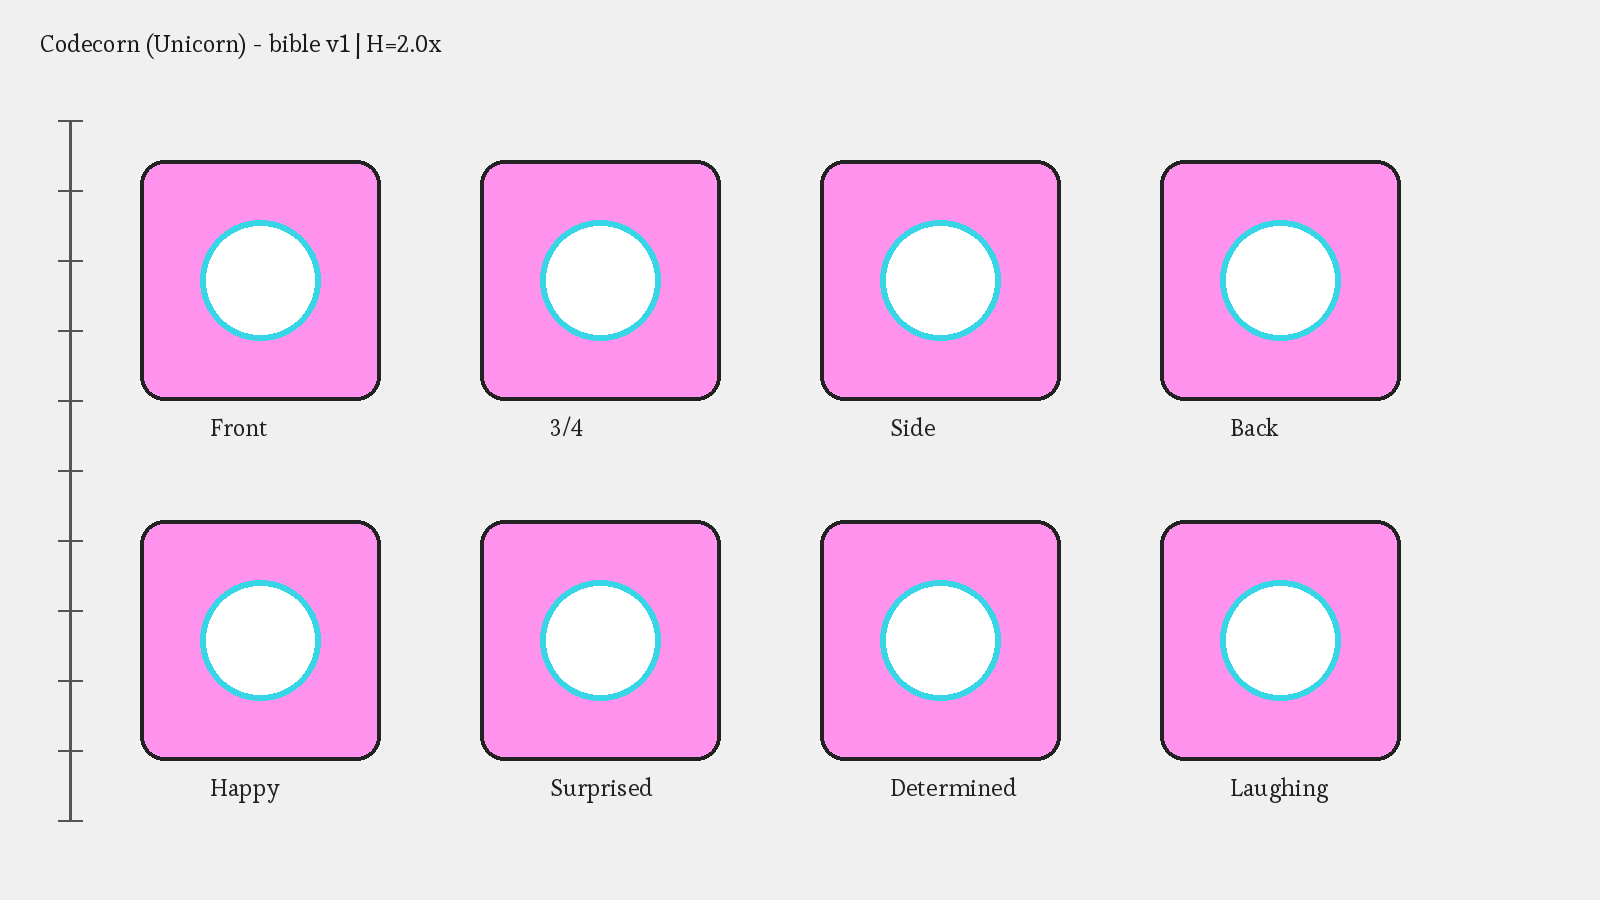 Codecorn (Unicorn) - bible v1 | H=2.0x
Front
3/4
Side
Back
Happy
Surprised
Determined
Laughing